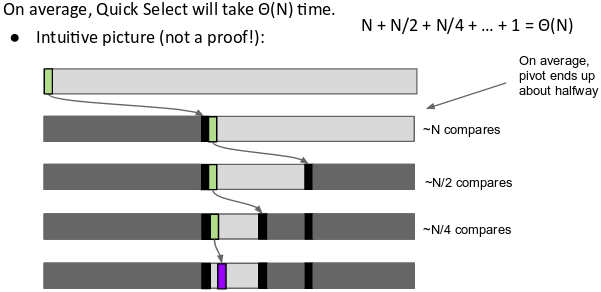 On average, Quick Select will take Θ(N) time.
● Intuitive picture (not a proof!):
N + N/2 + N/4 + ... + 1 = Θ(N)
On average,
pivot ends up
about halfway
~N compares
~N/2 compares
~N/4 compares